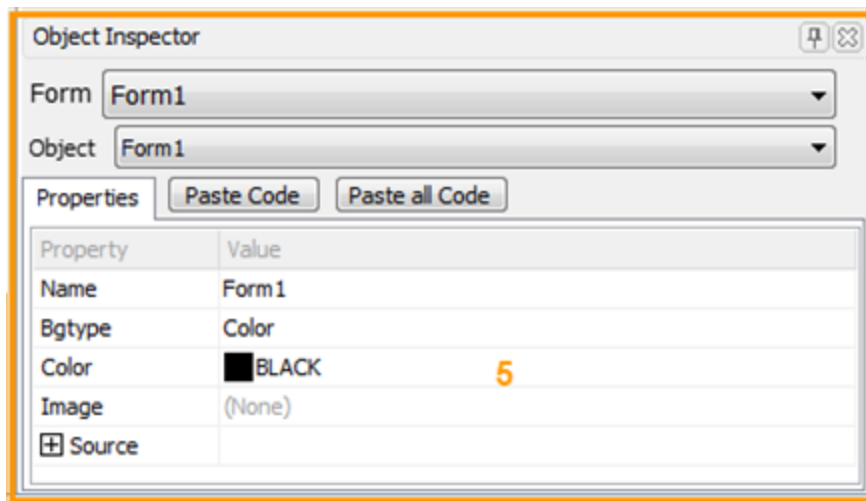 Object Inspector
Form Form1
Object Form1
Properties Paste Code Paste all Code
Property Value
Name Form1
Bgtype Color
Color BLACK 5
Image (None)
Source